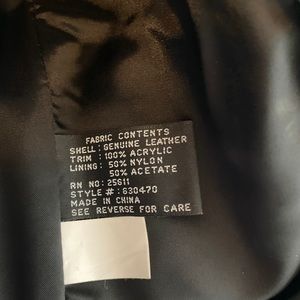 FABRIC CONTENTS
SHELL: GENUINE LEATHER
TRIM : 100% ACRYLIC
LINING: 50% NYLON
50% ACETATE
RN NO: 25611
STYLE #: 630470
MADE IN CHINA
SEE REVERSE FOR CARE